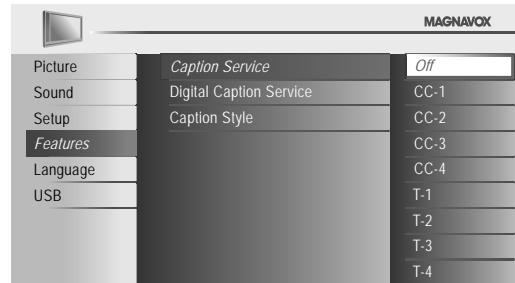 MAGNAVOX
Picture
Sound
Setup
Features
Language
USB
Caption Service
Digital Caption Service
Caption Style
Off
CC-1
CC-2
CC-3
CC-4
T-1
T-2
T-3
T-4